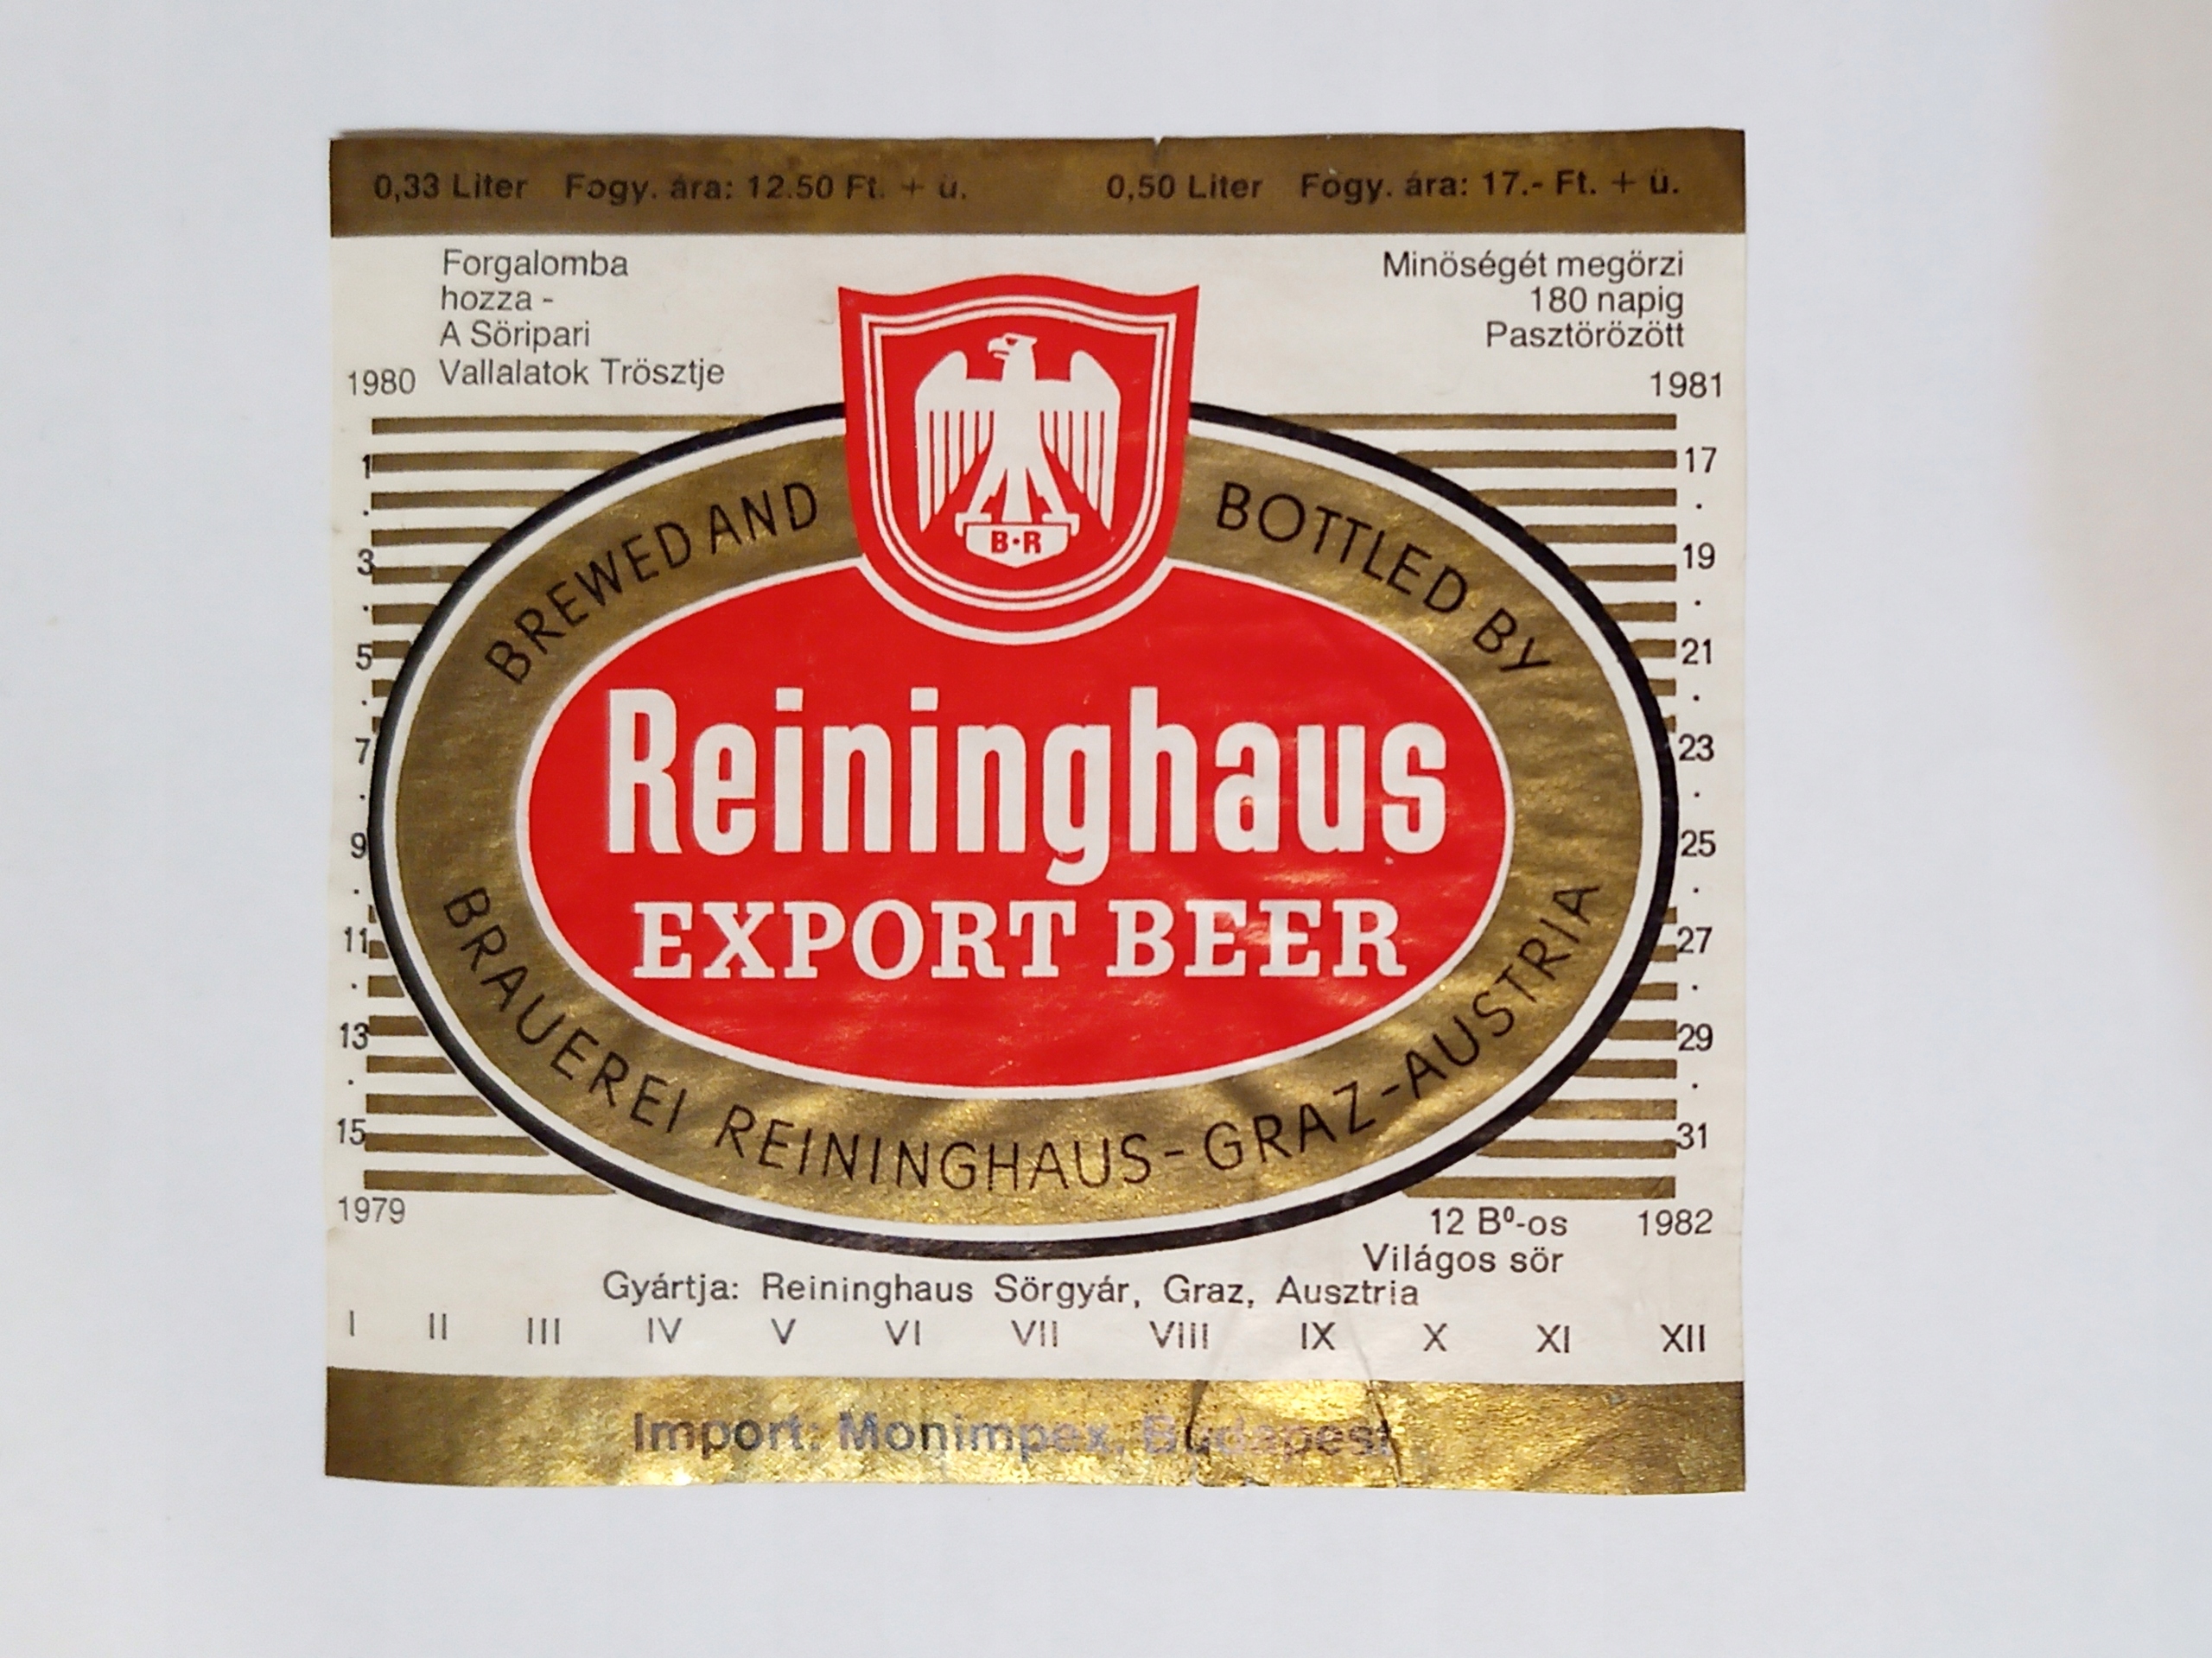 0,33 Liter Fogy. ára: 12.50 Ft. + ü. 0,50 Liter Fogy. ára: 17.- Ft. + ü.
Forgalomba
hozza -
A Söripari
Vallalatok Trösztje
Minöségét megörzi
180 napig
Pasztörözött
1980
1981
B·R
BREWED AND BOTTLED BY
Reininghaus
EXPORT BEER
BRAUEREI REININGHAUS-GRAZ-AUSTRIA
1
.
3
.
5
.
7
.
9
.
11
.
13
.
15
17
.
19
.
21
.
23
.
25
.
27
.
29
.
31
1979
1982
12 B⁰-os
Világos sör
Gyártja: Reininghaus Sörgyár, Graz, Ausztria
I II III IV V VI VII VIII IX X XI XII
Import: Monimpex, Budapest